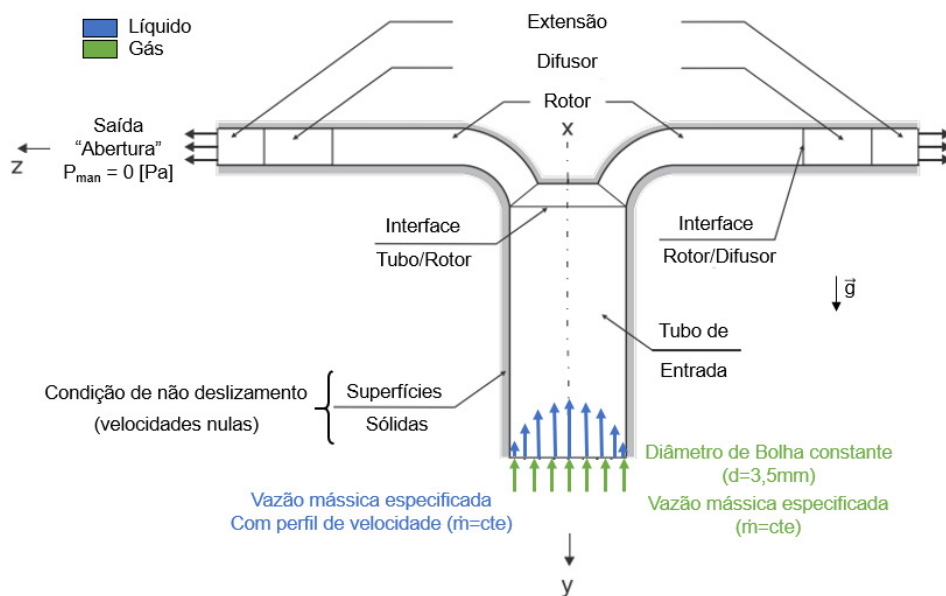 Líquido
Gás
Extensão
Difusor
Rotor
x
Saída
“Abertura”
Pman = 0 [Pa]
z
Interface
Tubo/Rotor
Interface
Rotor/Difusor
g
Tubo de
Entrada
Condição de não deslizamento
(velocidades nulas)
Superfícies
Sólidas
Diâmetro de Bolha constante
(d=3,5mm)
Vazão mássica especificada
Com perfil de velocidade (ṁ=cte)
Vazão mássica especificada
(ṁ=cte)
y